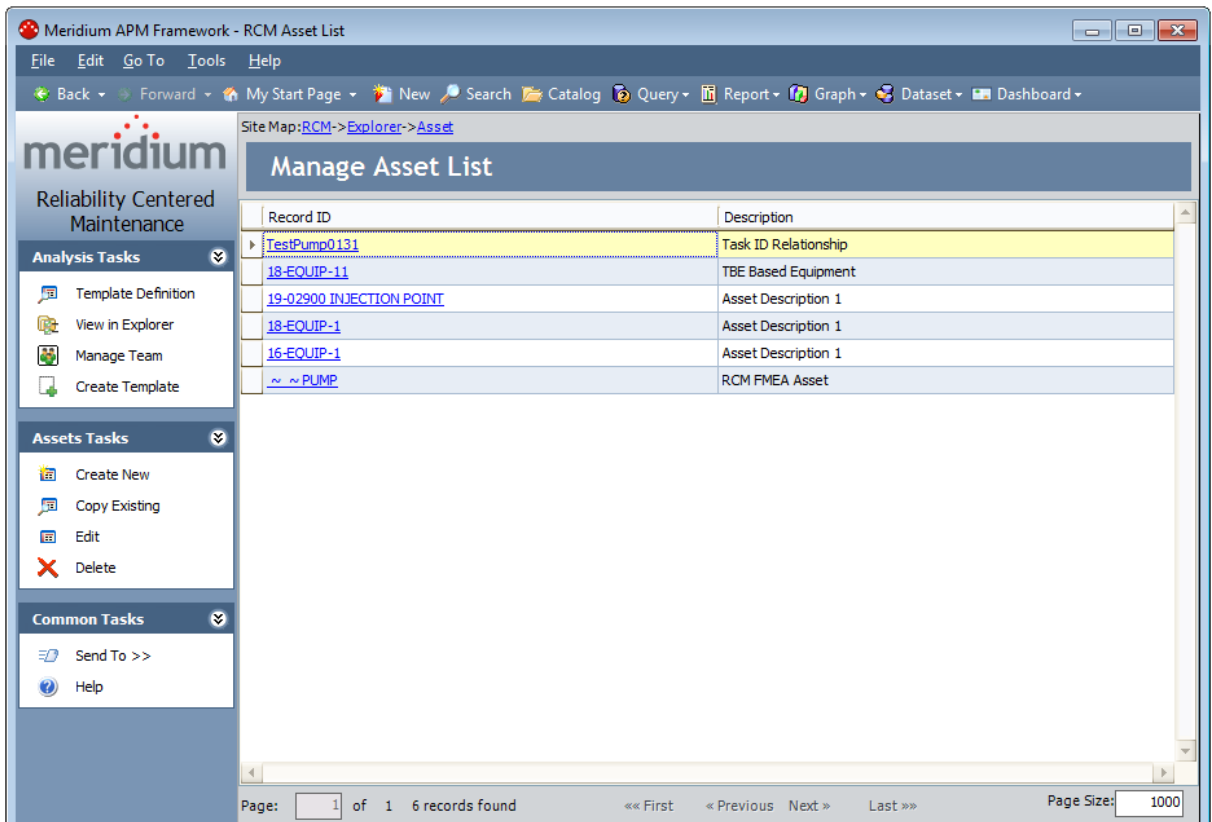 Meridium APM Framework - RCM Asset List
File Edit Go To Tools Help
Back Forward My Start Page New Search Catalog Query Report Graph Dataset Dashboard
meridium
Reliability Centered
Maintenance
Analysis Tasks
Template Definition
View in Explorer
Manage Team
Create Template
Assets Tasks
Create New
Copy Existing
Edit
Delete
Common Tasks
Send To >>
Help
Site Map:RCM->Explorer->Asset
Manage Asset List
Record ID Description
TestPump0131 Task ID Relationship
18-EQUIP-11 TBE Based Equipment
19-02900 INJECTION POINT Asset Description 1
18-EQUIP-1 Asset Description 1
16-EQUIP-1 Asset Description 1
~ ~ PUMP RCM FMEA Asset
Page: 1 of 1 6 records found «« First « Previous Next » Last »» Page Size: 1000